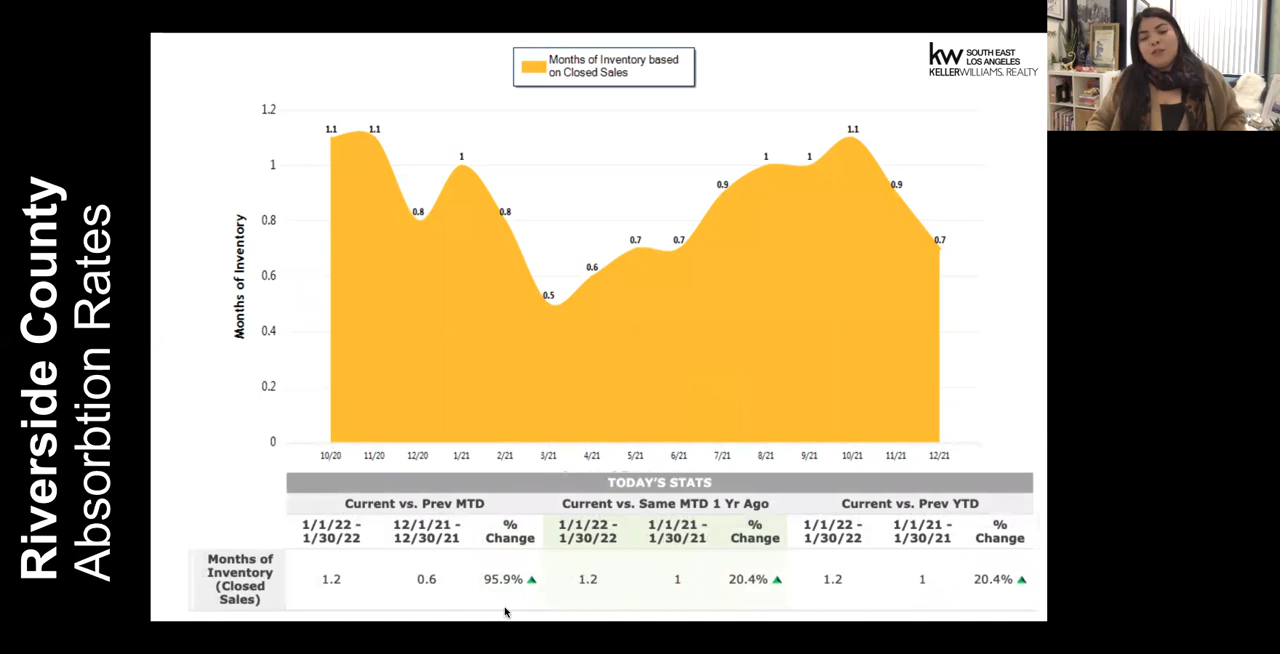 Riverside County
Absorbtion Rates
Months of Inventory based
on Closed Sales
kw SOUTH EAST
LOS ANGELES
KELLERWILLIAMS. REALTY
Months of Inventory
1.2
1
0.8
0.6
0.4
0.2
0
1.1 1.1 0.8 1 0.8 0.5 0.6 0.7 0.7 0.9 1 1 1.1 0.9 0.7
10/20 11/20 12/20 1/21 2/21 3/21 4/21 5/21 6/21 7/21 8/21 9/21 10/21 11/21 12/21
TODAY'S STATS
Current vs. Prev MTD Current vs. Same MTD 1 Yr Ago Current vs. Prev YTD
1/1/22 - 12/1/21 - % 1/1/22 - 1/1/21 - % 1/1/22 - 1/1/21 - %
1/30/22 12/30/21 Change 1/30/22 1/30/21 Change 1/30/22 1/30/21 Change
Months of
Inventory
(Closed
Sales)
1.2 0.6 95.9% 1.2 1 20.4% 1.2 1 20.4%